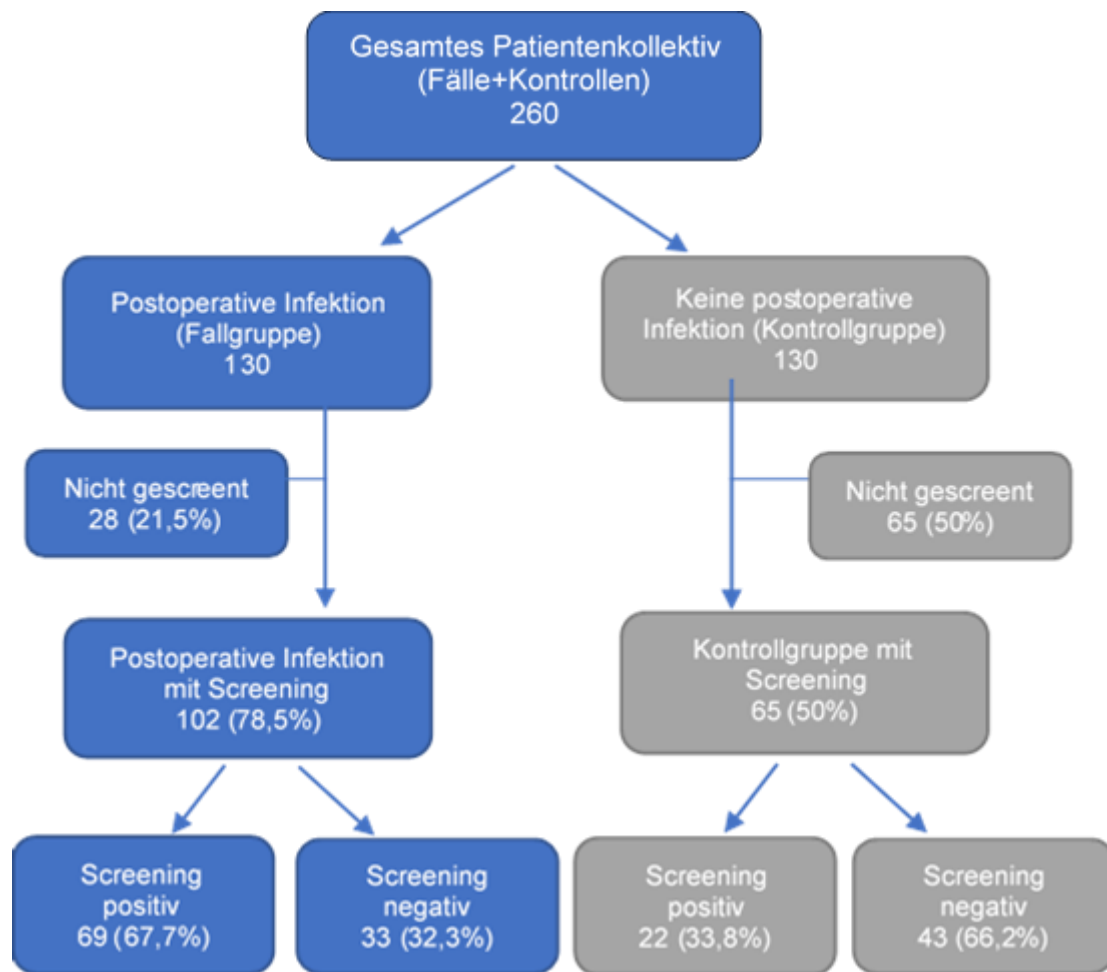 Gesamtes Patientenkollektiv
(Fälle+Kontrollen)
260
Postoperative Infektion
(Fallgruppe)
130
Keine postoperative
Infektion (Kontrollgruppe)
130
Nicht gescreent
28 (21,5%)
Nicht gescreent
65 (50%)
Postoperative Infektion
mit Screening
102 (78,5%)
Kontrollgruppe mit
Screening
65 (50%)
Screening
positiv
69 (67,7%)
Screening
negativ
33 (32,3%)
Screening
positiv
22 (33,8%)
Screening
negativ
43 (66,2%)